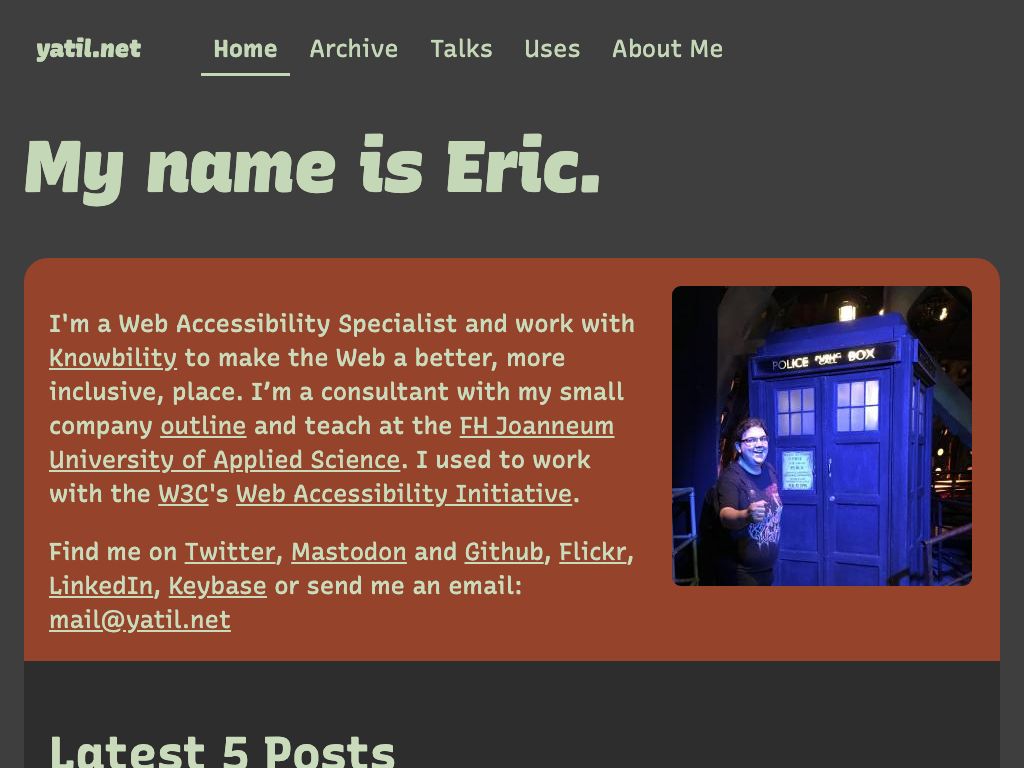 yatil.net Home Archive Talks Uses About Me
My name is Eric.
I'm a Web Accessibility Specialist and work with
Knowbility to make the Web a better, more
inclusive, place. I’m a consultant with my small
company outline and teach at the FH Joanneum
University of Applied Science. I used to work
with the W3C's Web Accessibility Initiative.
Find me on Twitter, Mastodon and Github, Flickr,
LinkedIn, Keybase or send me an email:
mail@yatil.net
POLICE PUBLIC CALL BOX
Latest 5 Posts